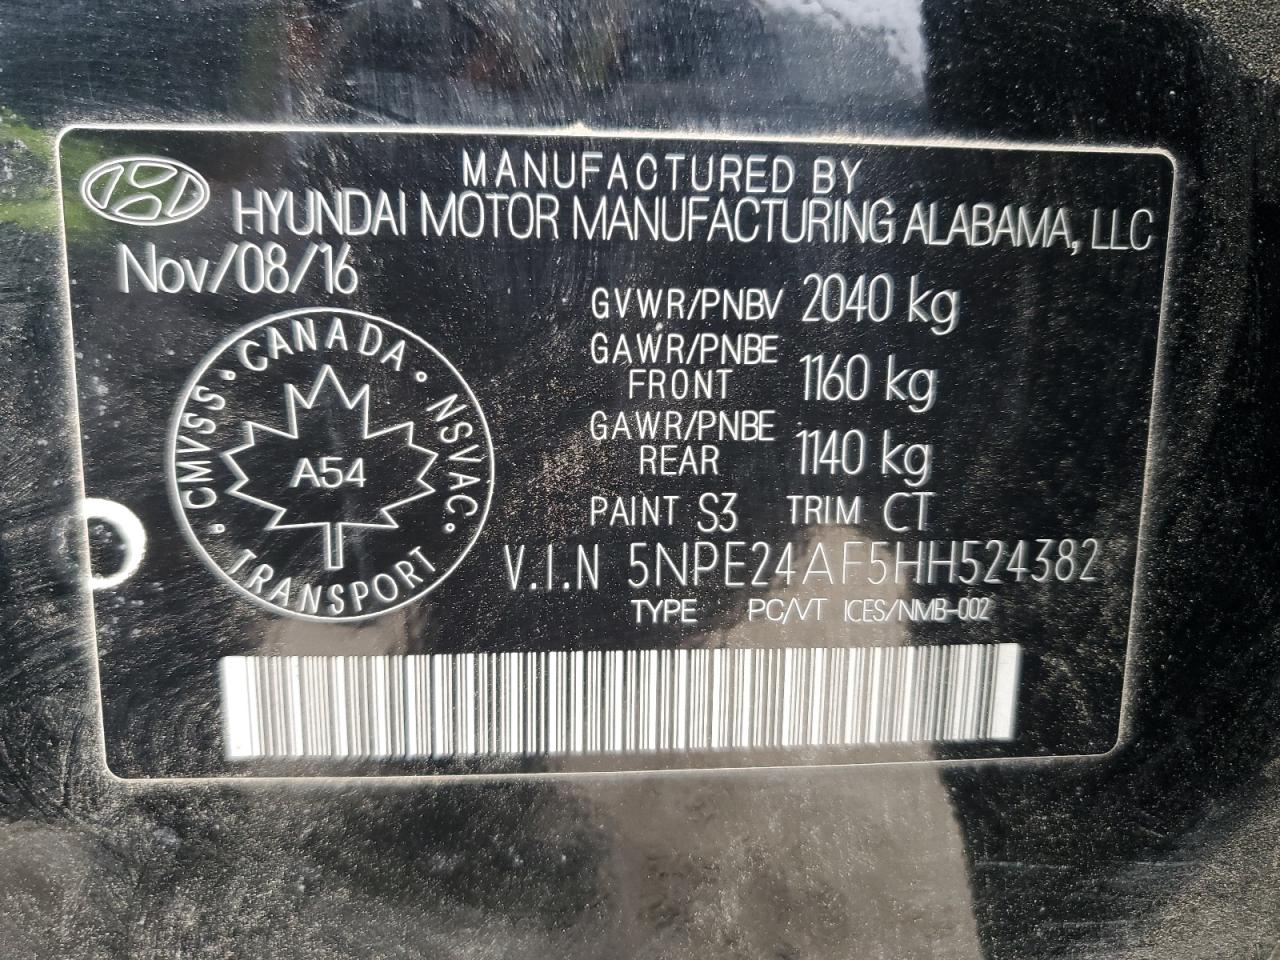 MANUFACTURED BY
HYUNDAI MOTOR MANUFACTURING ALABAMA, LLC
Nov/08/16
GVWR/PNBV 2040 kg
GAWR/PNBE FRONT 1160 kg
GAWR/PNBE REAR 1140 kg
PAINT S3 TRIM CT
V.I.N 5NPE24AF5HH524382
TYPE PC/VT ICES/NMB-002
CMVSS · CANADA · NSVAC ·
TRANSPORT
A54